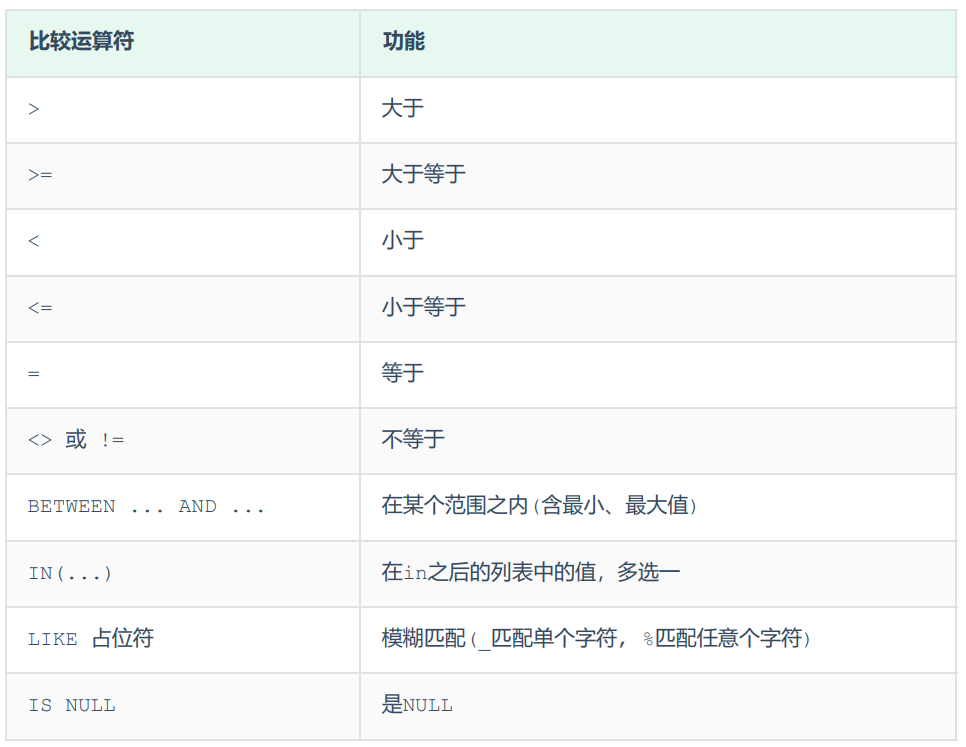 比较运算符 功能
> 大于
>= 大于等于
< 小于
<= 小于等于
= 等于
<> 或 != 不等于
BETWEEN ... AND ... 在某个范围之内(含最小、最大值)
IN(...) 在in之后的列表中的值，多选一
LIKE 占位符 模糊匹配(_匹配单个字符, %匹配任意个字符)
IS NULL 是NULL